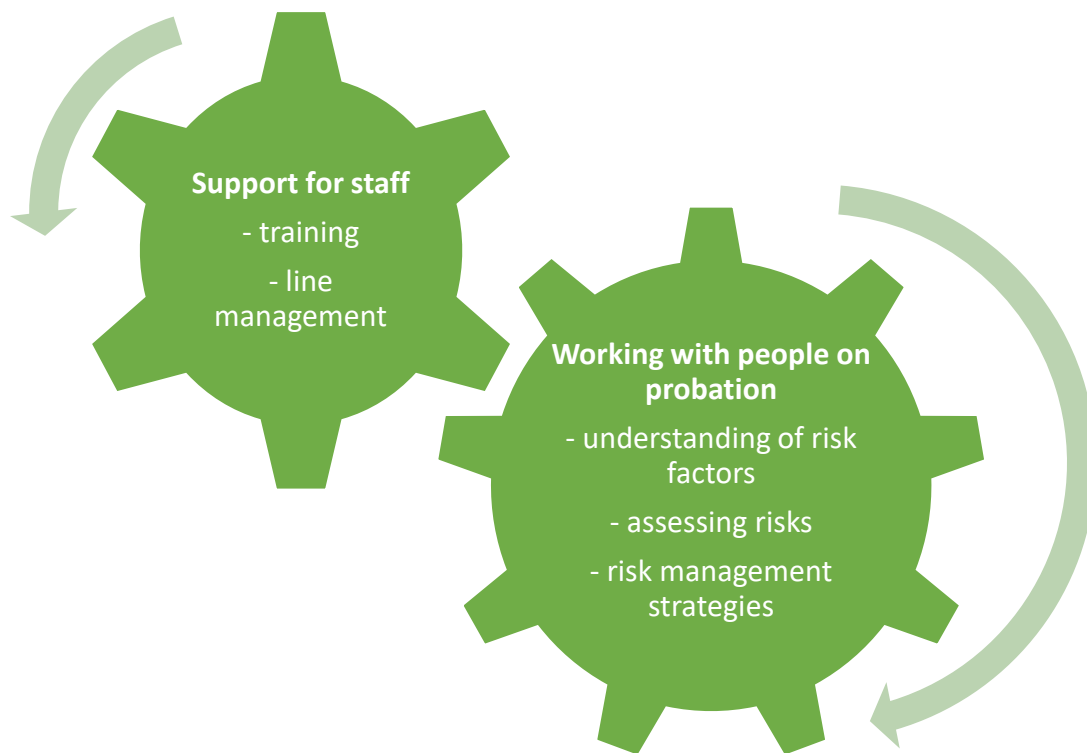 Support for staff
- training
- line
management
Working with people on
probation
- understanding of risk
factors
- assessing risks
- risk management
strategies